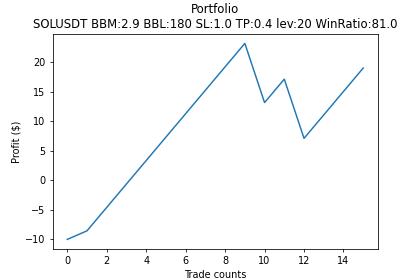 Portfolio
SOLUSDT BBM:2.9 BBL:180 SL:1.0 TP:0.4 lev:20 WinRatio:81.0
20
15
10
5
0
−5
−10
Profit ($)
0 2 4 6 8 10 12 14
Trade counts